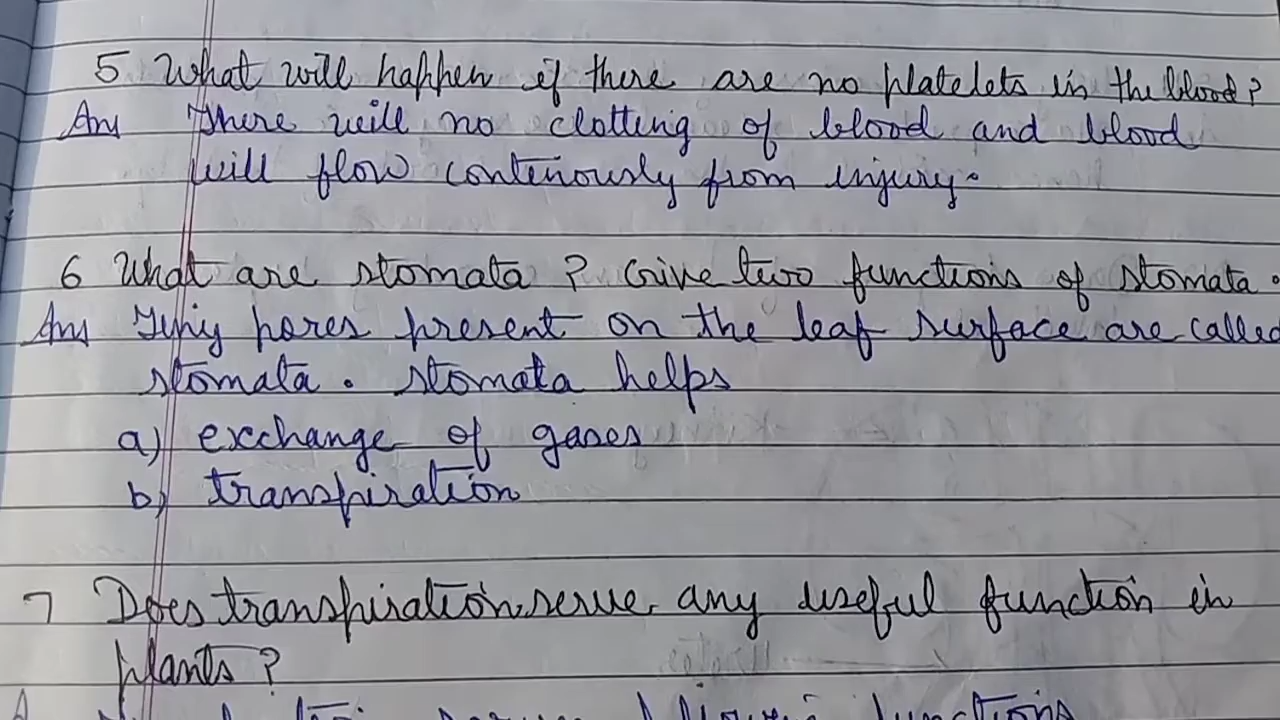 5 What will happen if there are no platelets in the blood?
Ans There will no clotting of blood and blood
will flow contenously from injury.
6 What are stomata? Give two functions of stomata.
Ans Tiny pores present on the leaf surface are called
stomata. stomata helps
a) exchange of gases
b) transpiration
7 Does transpiration serve any useful function in
plants?
functions